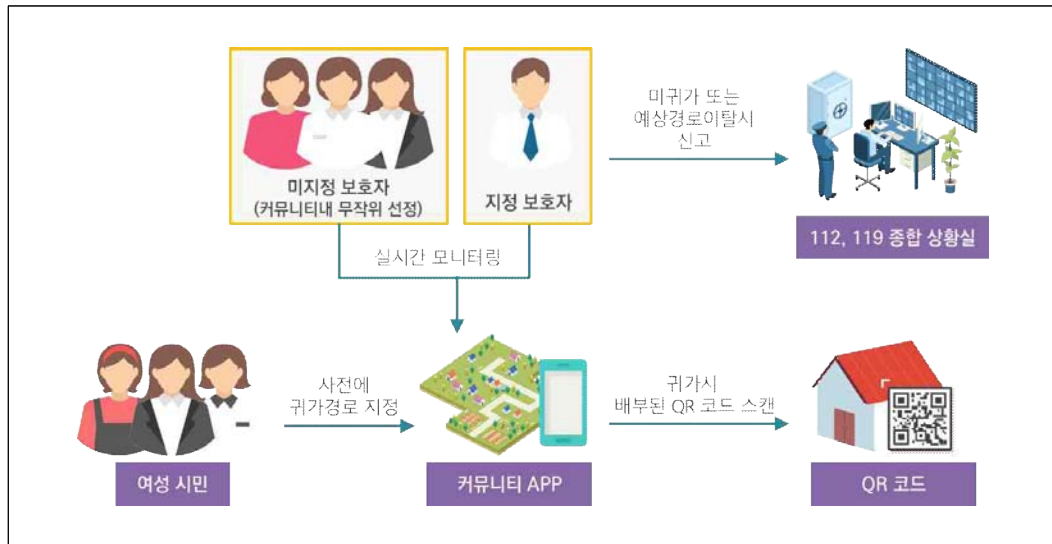 미지정 보호자
(커뮤니티내 무작위 선정)
지정 보호자
미귀가 또는
예상경로이탈시
신고
112, 119 종합 상황실
실시간 모니터링
사전에
귀가경로 지정
귀가시
배부된 QR 코드 스캔
여성 시민
커뮤니티 APP
QR 코드